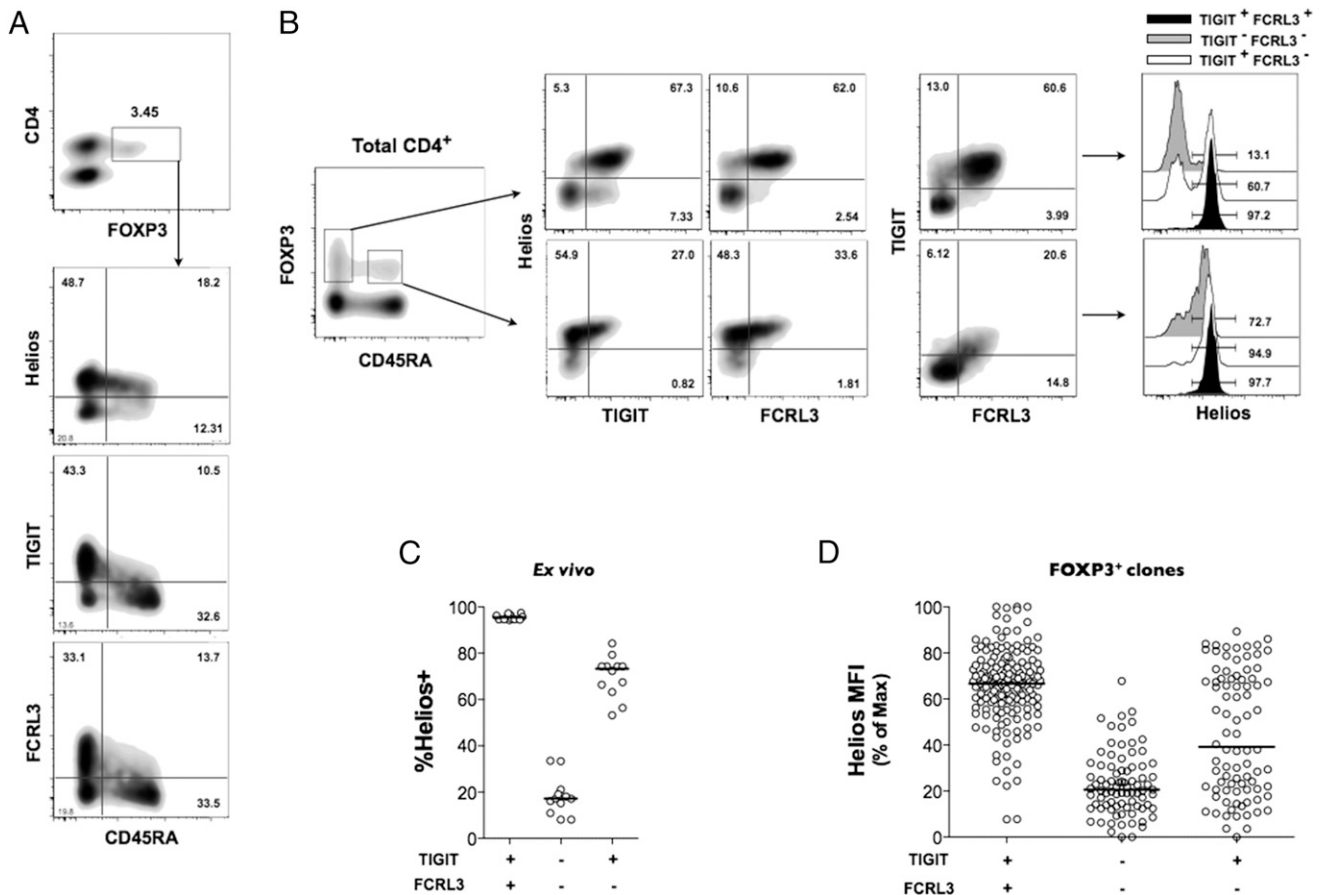 A
CD4
3.45
FOXP3
48.7 18.2
Helios
20.8 12.31
43.3 10.5
TIGIT
13.6 32.6
33.1 13.7
FCRL3
19.8 33.5
CD45RA
B
Total CD4+
FOXP3
CD45RA
5.3 67.3 10.6 62.0
7.33 2.54
Helios
54.9 27.0 48.3 33.6
0.82 1.81
TIGIT FCRL3
13.0 60.6
3.99
TIGIT
6.12 20.6
14.8
FCRL3
TIGIT + FCRL3 +
TIGIT - FCRL3 -
TIGIT + FCRL3 -
13.1
60.7
97.2
72.7
94.9
97.7
Helios
C
Ex vivo
%Helios+
100
80
60
40
20
0
TIGIT + - +
FCRL3 + - -
D
FOXP3+ clones
Helios MFI
(% of Max)
100
80
60
40
20
0
TIGIT + - +
FCRL3 + - -